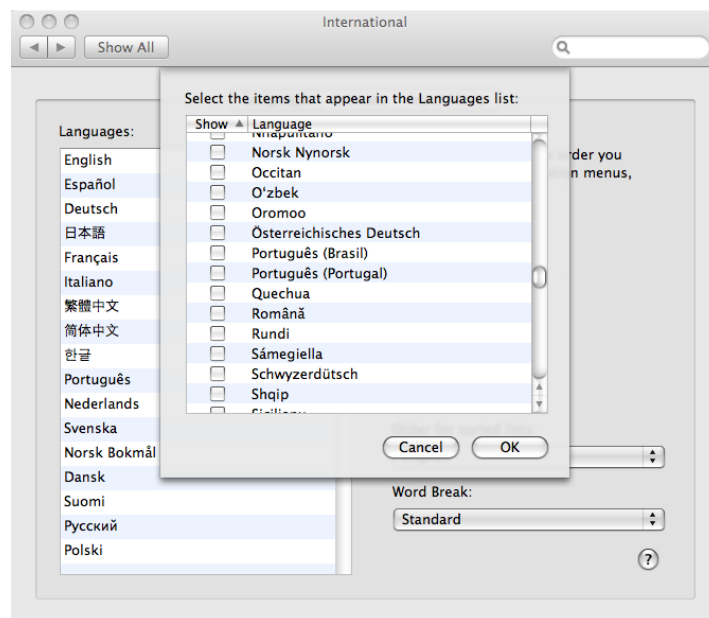 International
Show All
Select the items that appear in the Languages list:
Show Language
Norsk Nynorsk
Occitan
Oʻzbek
Oromoo
Österreichisches Deutsch
Português (Brasil)
Português (Portugal)
Quechua
Română
Rundi
Sámegiella
Schwyzerdütsch
Shqip
Cancel OK
Languages:
English
Español
Deutsch
日本語
Français
Italiano
繁體中文
简体中文
한글
Português
Nederlands
Svenska
Norsk Bokmål
Dansk
Suomi
Русский
Polski
rder you
n menus,
Word Break:
Standard
?